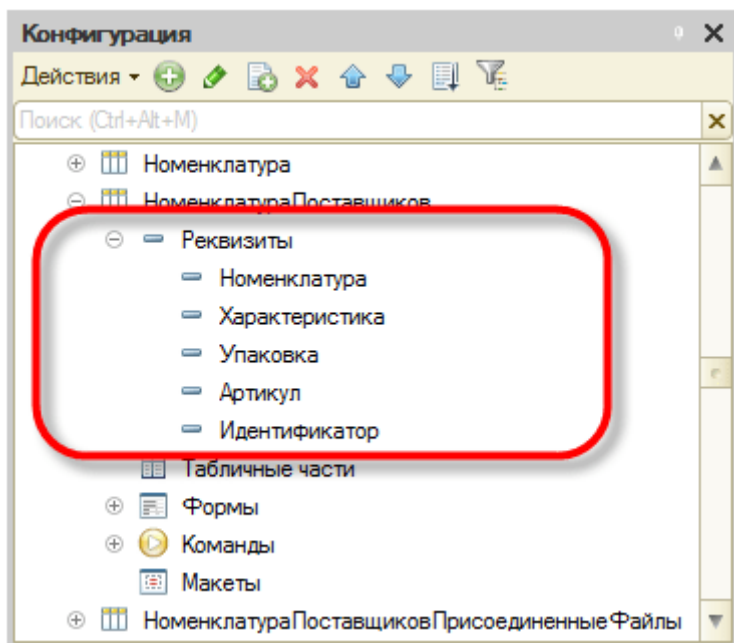 Конфигурация
Действия
Поиск (Ctrl+Alt+M)
Номенклатура
НоменклатураПоставщиков
Реквизиты
Номенклатура
Характеристика
Упаковка
Артикул
Идентификатор
Табличные части
Формы
Команды
Макеты
НоменклатураПоставщиковПрисоединенныеФайлы